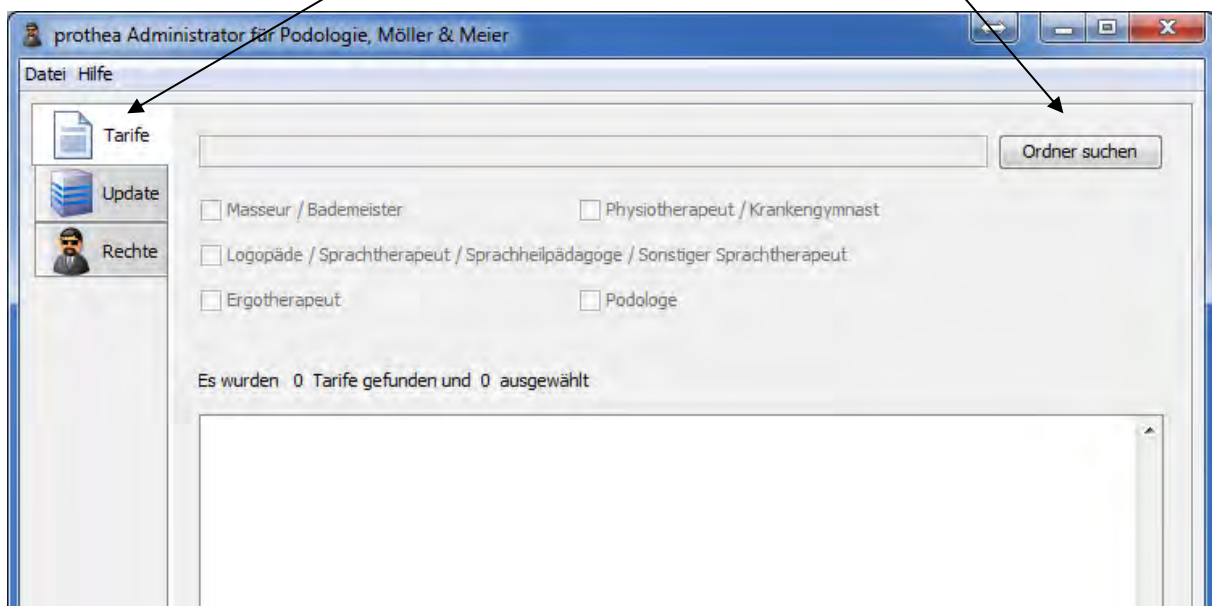 prothea Administrator für Podologie, Möller & Meier
Datei Hilfe
Tarife
Ordner suchen
Update
Masseur / Bademeister
Physiotherapeut / Krankengymnast
Rechte
Logopäde / Sprachtherapeut / Sprachheilpädagoge / Sonstiger Sprachtherapeut
Ergotherapeut
Podologe
Es wurden 0 Tarife gefunden und 0 ausgewählt